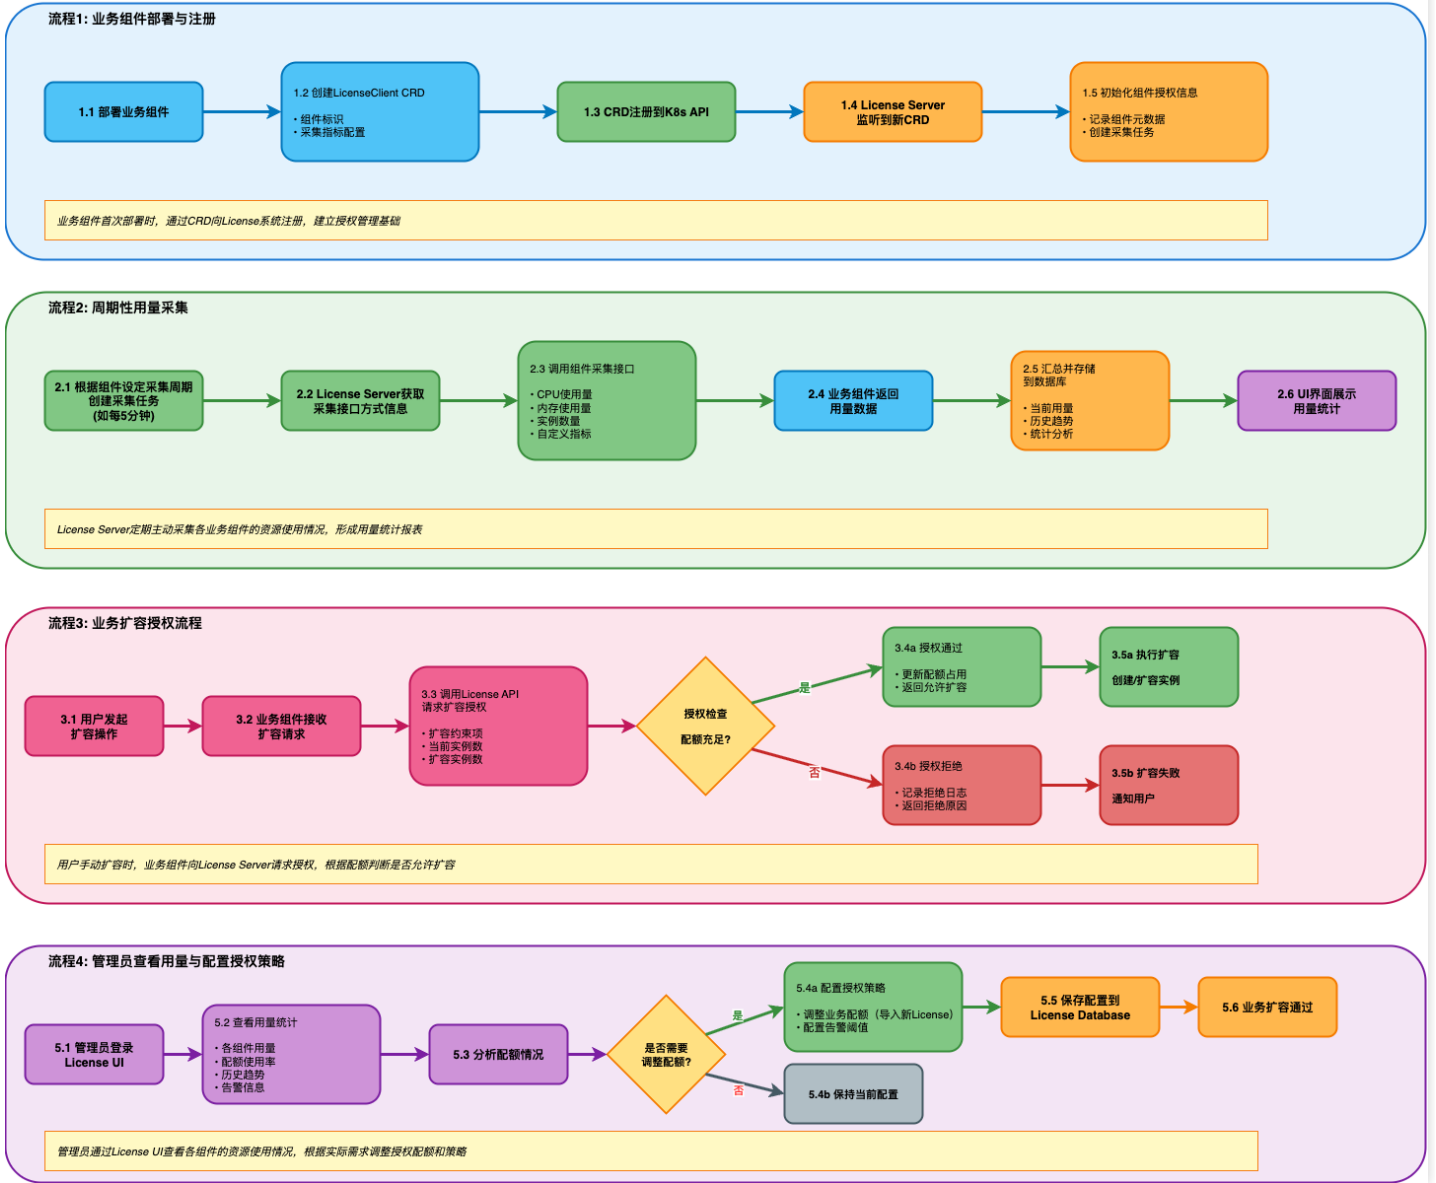 流程1: 业务组件部署与注册
1.1 部署业务组件
1.2 创建LicenseClient CRD
• 组件标识
• 采集指标配置
1.3 CRD注册到K8s API
1.4 License Server
监听到新CRD
1.5 初始化组件授权信息
• 记录组件元数据
• 创建采集任务
业务组件首次部署时，通过CRD向License系统注册，建立授权管理基础
流程2: 周期性用量采集
2.1 根据组件设定采集周期
创建采集任务
(如每5分钟)
2.2 License Server获取
采集接口方式信息
2.3 调用组件采集接口
• CPU使用量
• 内存使用量
• 实例数量
• 自定义指标
2.4 业务组件返回
用量数据
2.5 汇总并存储
到数据库
• 当前用量
• 历史趋势
• 统计分析
2.6 UI界面展示
用量统计
License Server定期主动采集各业务组件的资源使用情况，形成用量统计报表
流程3: 业务扩容授权流程
3.1 用户发起
扩容操作
3.2 业务组件接收
扩容请求
3.3 调用License API
请求扩容授权
• 扩容约束项
• 当前实例数
• 扩容实例数
授权检查
配额充足?
是
3.4a 授权通过
• 更新配额占用
• 返回允许扩容
3.5a 执行扩容
创建/扩容实例
否
3.4b 授权拒绝
• 记录拒绝日志
• 返回拒绝原因
3.5b 扩容失败
通知用户
用户手动扩容时，业务组件向License Server请求授权，根据配额判断是否允许扩容
流程4: 管理员查看用量与配置授权策略
5.1 管理员登录
License UI
5.2 查看用量统计
• 各组件用量
• 配额使用率
• 历史趋势
• 告警信息
5.3 分析配额情况
是否需要
调整配额?
是
5.4a 配置授权策略
• 调整业务配额（导入新License）
• 配置告警阈值
5.5 保存配置到
License Database
5.6 业务扩容通过
否
5.4b 保持当前配置
管理员通过License UI查看各组件的资源使用情况，根据实际需求调整授权配额和策略